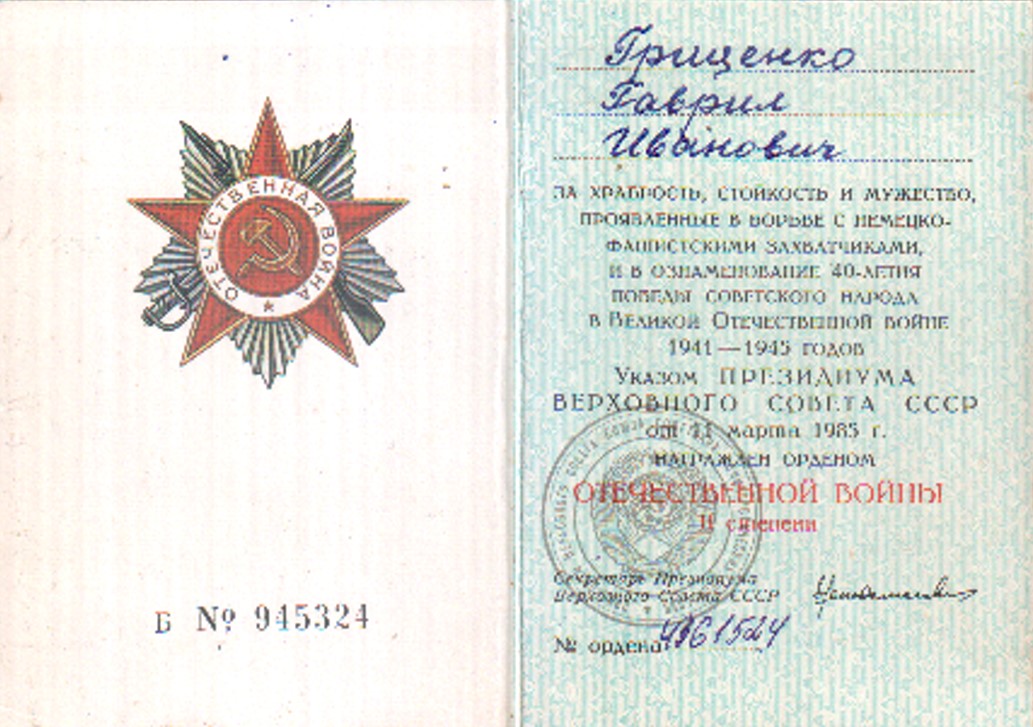 ОТЕЧЕСТВЕННАЯ ВОЙНА
Б № 945324
Гриценко
Гаврил
Иванович
ЗА ХРАБРОСТЬ, СТОЙКОСТЬ И МУЖЕСТВО,
ПРОЯВЛЕННЫЕ В БОРЬБЕ С НЕМЕЦКО-
ФАШИСТСКИМИ ЗАХВАТЧИКАМИ,
И В ОЗНАМЕНОВАНИЕ 40-ЛЕТИЯ
ПОБЕДЫ СОВЕТСКОГО НАРОДА
В ВЕЛИКОЙ ОТЕЧЕСТВЕННОЙ ВОЙНЕ
1941—1945 ГОДОВ
УКАЗОМ ПРЕЗИДИУМА
ВЕРХОВНОГО СОВЕТА СССР
от 11 марта 1985 г.
НАГРАЖДЕН ОРДЕНОМ
ОТЕЧЕСТВЕННОЙ ВОЙНЫ
II степени
Секретарь Президиума
Верховного Совета СССР
№ ордена